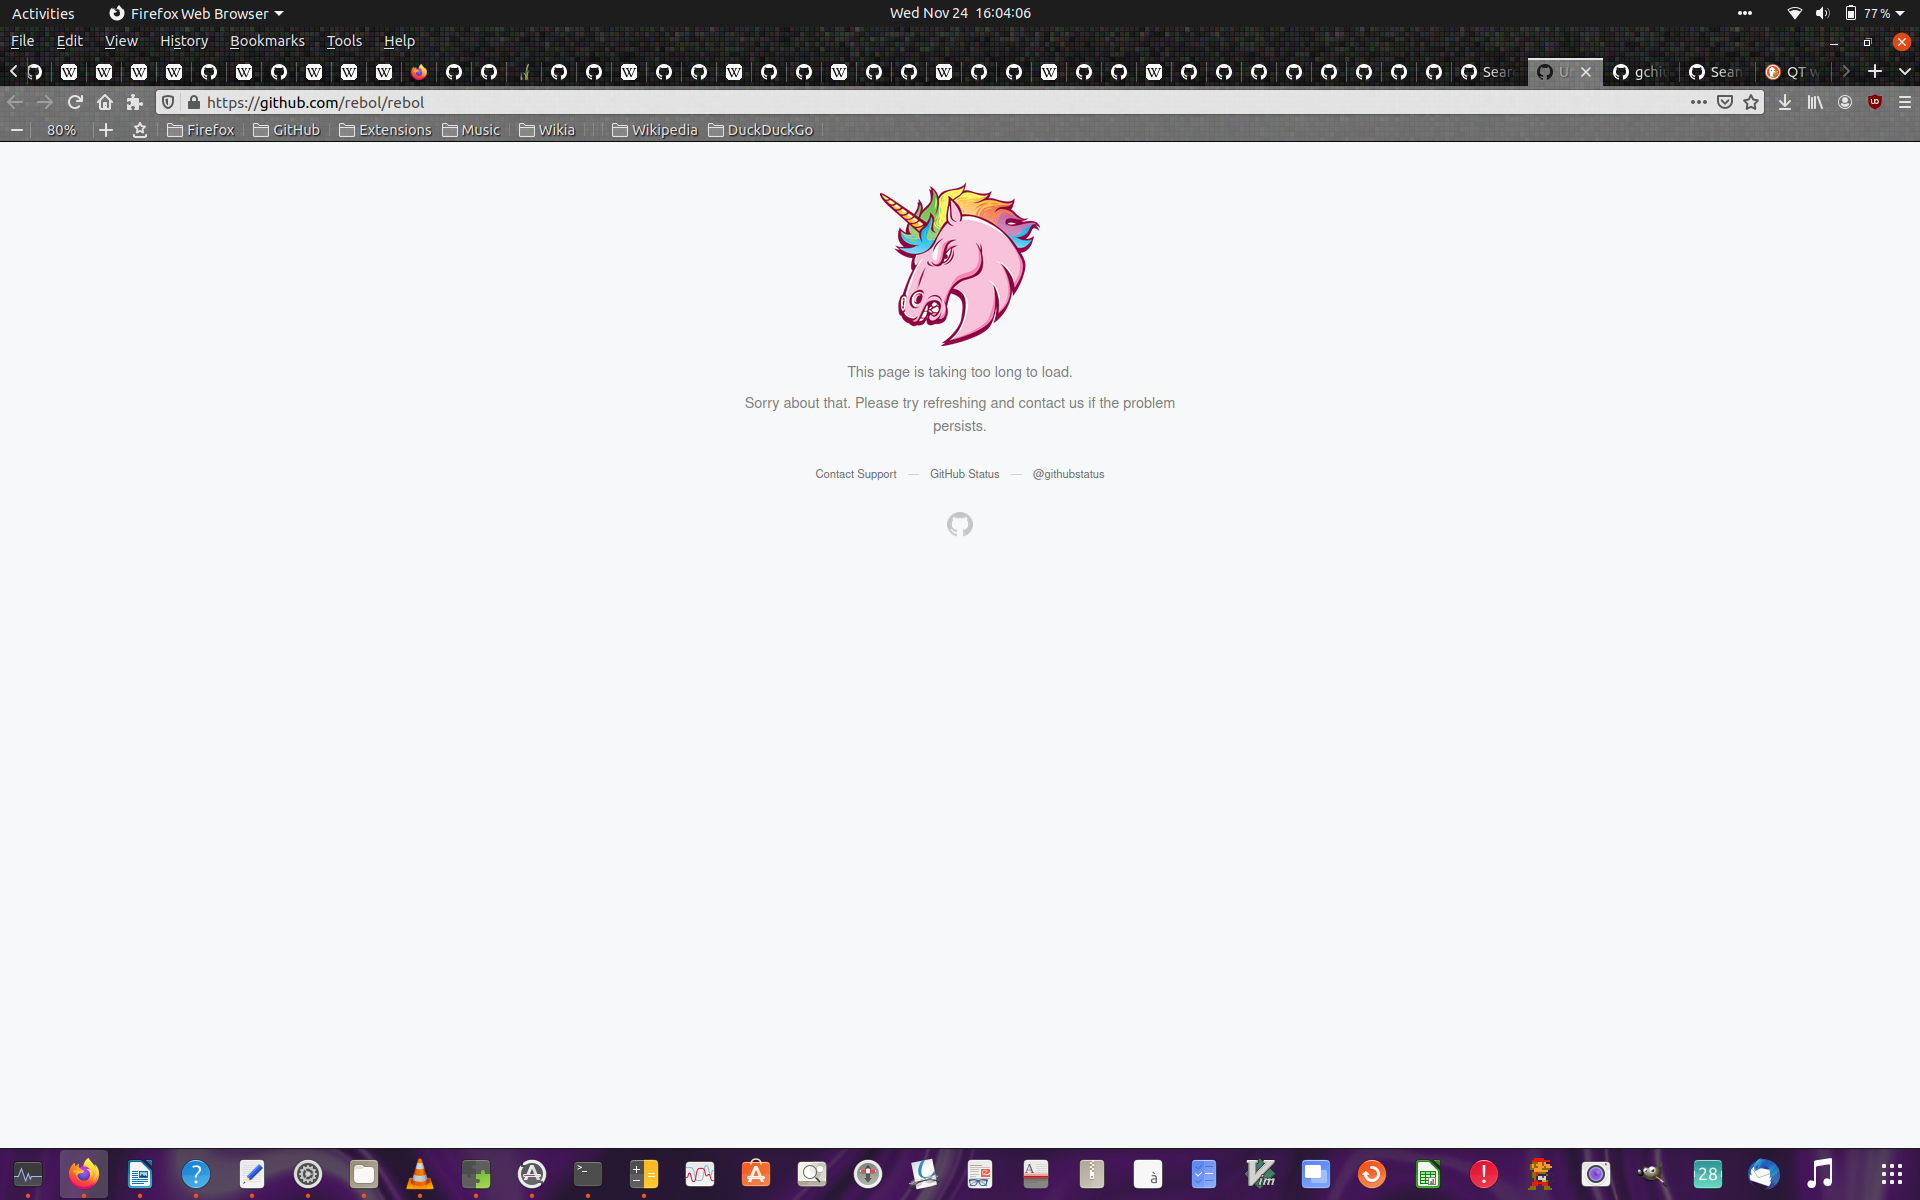 Activities
Firefox Web Browser
Wed Nov 24 16:04:06
77 %
File Edit View History Bookmarks Tools Help
Sear
Ur
gchi
Sear
QT w
https://github.com/rebol/rebol
80%
Firefox
GitHub
Extensions
Music
Wikia
Wikipedia
DuckDuckGo
This page is taking too long to load.
Sorry about that. Please try refreshing and contact us if the problem
persists.
Contact Support — GitHub Status — @githubstatus
28